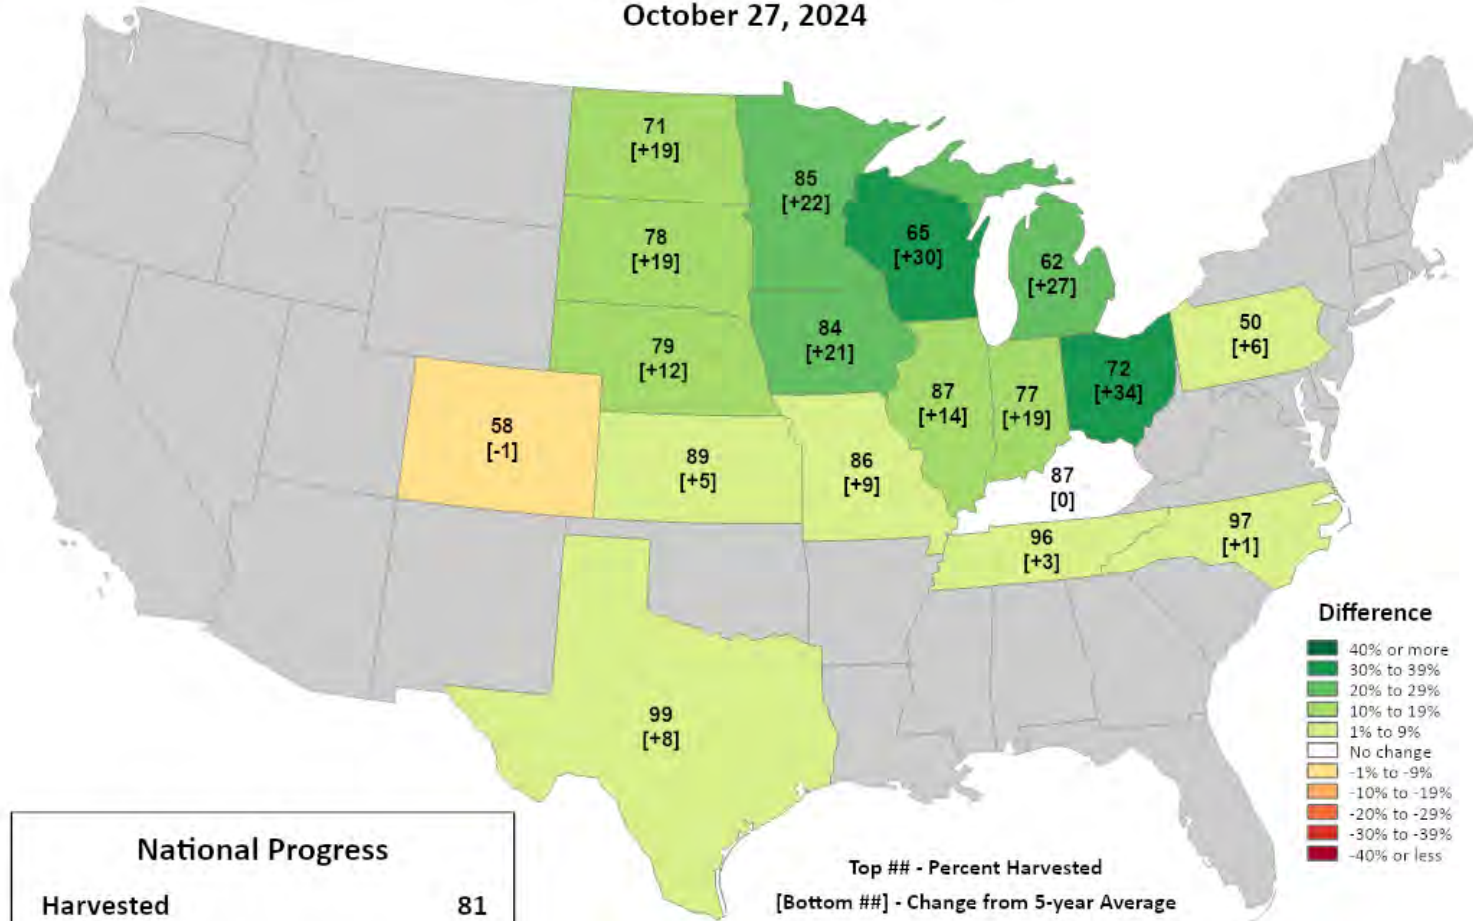 October 27, 2024
71
[+19]
85
[+22]
78
[+19]
65
[+30]
62
[+27]
79
[+12]
84
[+21]
50
[+6]
87
[+14]
77
[+19]
72
[+34]
58
[-1]
89
[+5]
86
[+9]
87
[0]
96
[+3]
97
[+1]
99
[+8]
Difference
40% or more
30% to 39%
20% to 29%
10% to 19%
1% to 9%
No change
-1% to -9%
-10% to -19%
-20% to -29%
-30% to -39%
-40% or less
National Progress
Harvested 81
Top ## - Percent Harvested
[Bottom ##] - Change from 5-year Average